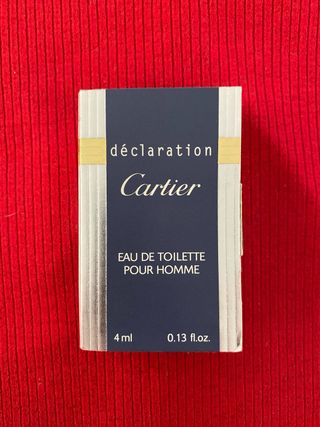 déclaration
Cartier
EAU DE TOILETTE
POUR HOMME
4 ml 0.13 fl.oz.